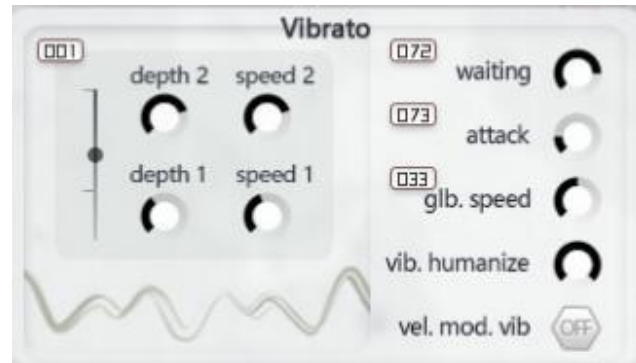 Vibrato
001
depth 2 speed 2
depth 1 speed 1
072
waiting
073
attack
033
glb. speed
vib. humanize
vel. mod. vib OFF